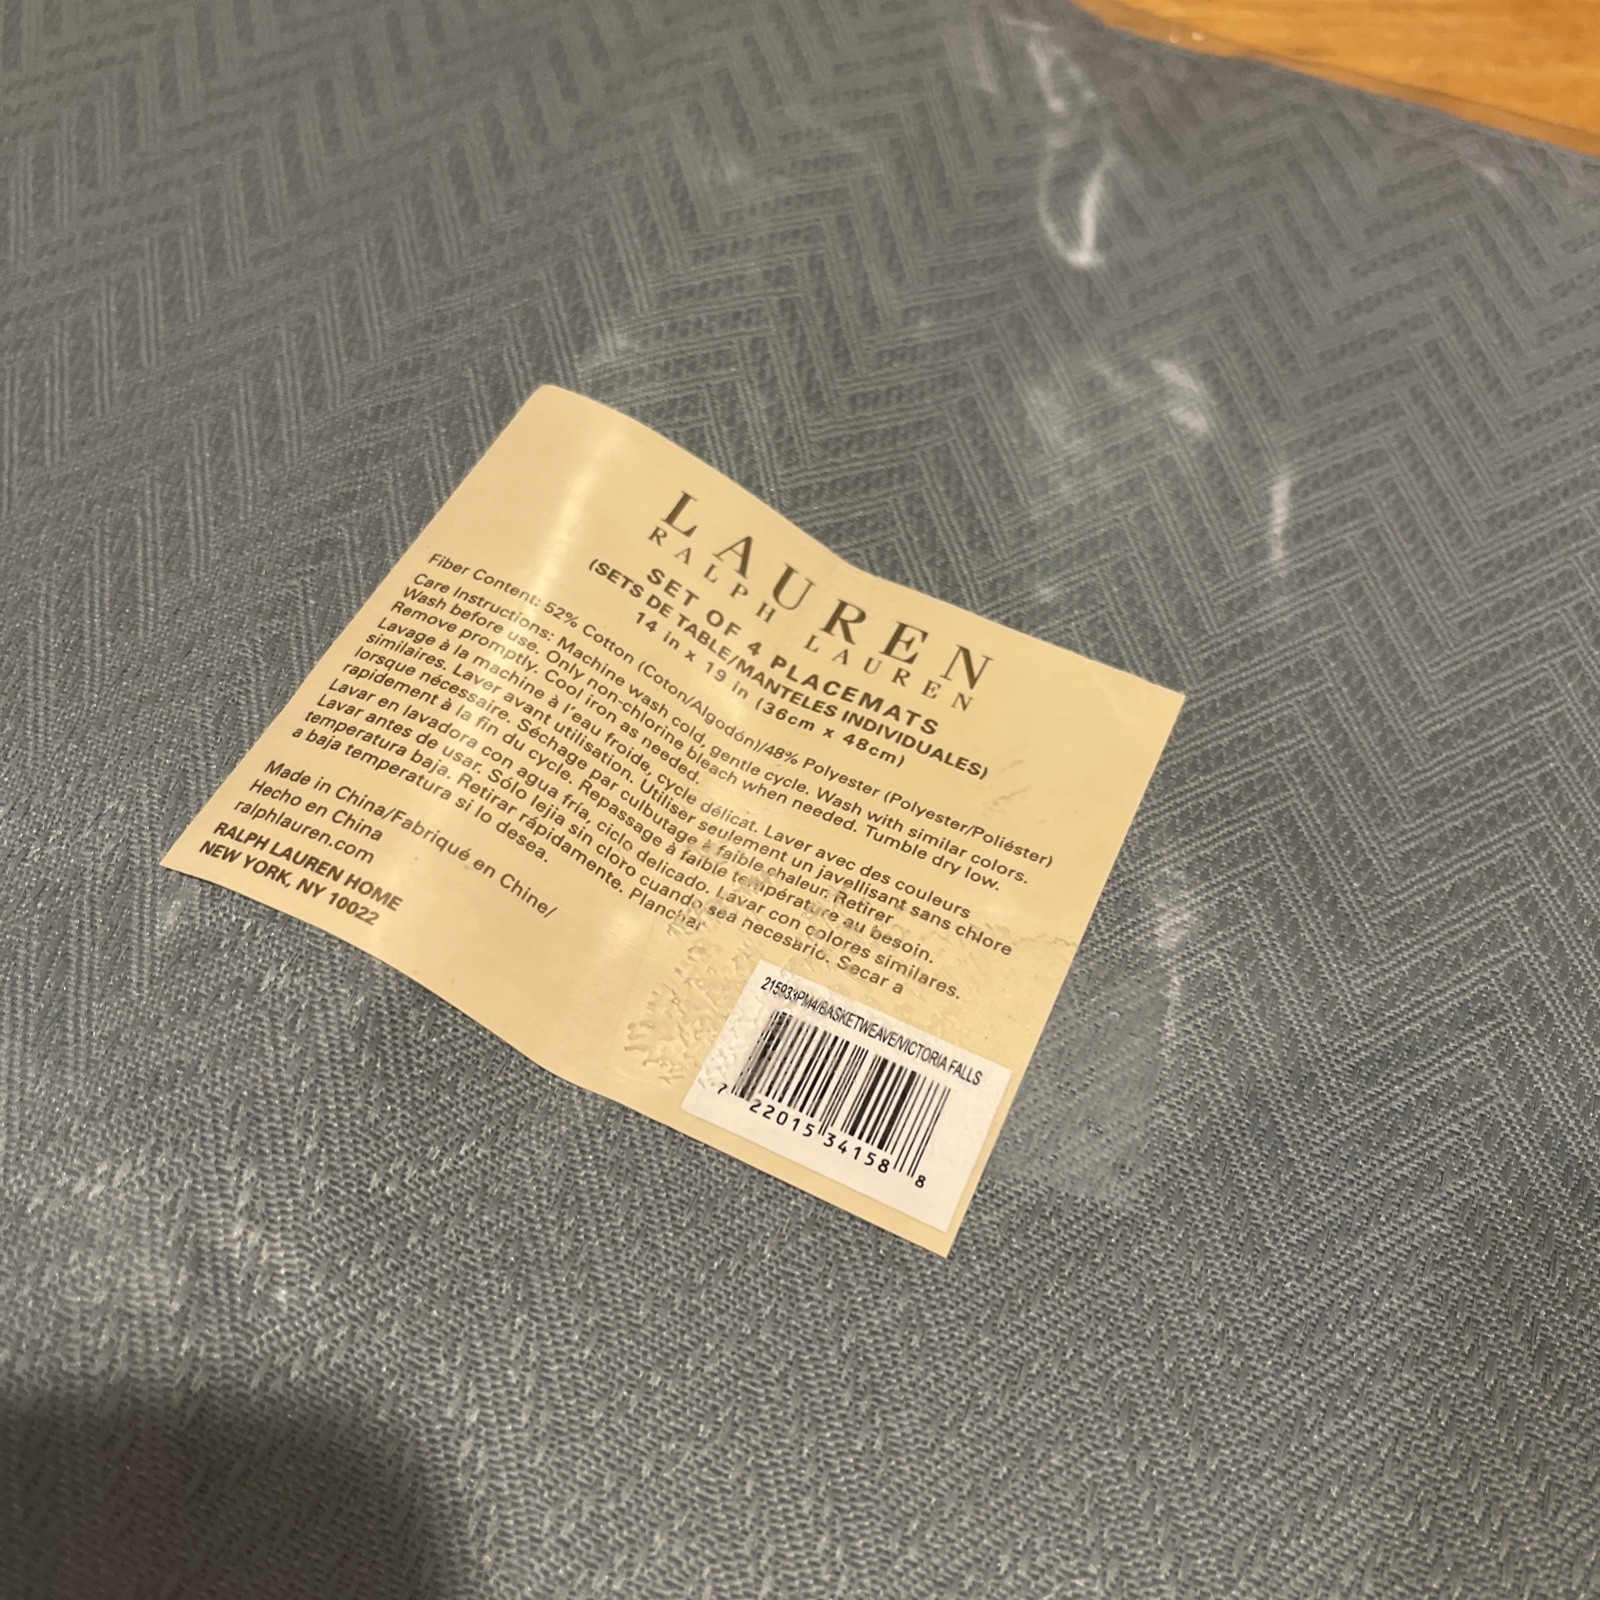 LAUREN
RALPH LAUREN
SET OF 4 PLACEMATS
(SETS DE TABLE/MANTELES INDIVIDUALES)
14 in x 19 in (36cm x 48cm)
Fiber Content: 52% Cotton (Coton/Algodón)/48% Polyester (Polyester/Poliéster)
Care Instructions: Machine wash cold, gentle cycle. Wash with similar colors.
Wash before use. Only non-chlorine bleach when needed. Tumble dry low.
Remove promptly. Cool iron as needed.
Lavage à la machine à l'eau froide, cycle délicat. Laver avec des couleurs
similaires. Laver avant utilisation. Utiliser seulement un javellisant sans chlore
lorsque nécessaire. Séchage par culbutage à faible chaleur. Retirer
rapidement à la fin du cycle. Repassage à faible température au besoin.
Lavar en lavadora con agua fría, ciclo delicado. Lavar con colores similares.
Lavar antes de usar. Sólo lejia sin cloro cuando sea necesario. Secar a
temperatura baja. Retirar rápidamente. Planchar
a baja temperatura si lo desea.
Made in China/Fabriqué en Chine/
Hecho en China
ralphlauren.com
RALPH LAUREN HOME
NEW YORK, NY 10022
215933PM4/BASKETWEAVE/VICTORIA FALLS
7 22015 34158 8